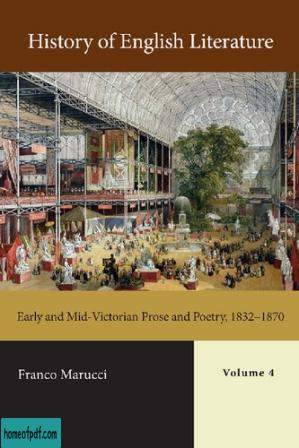 History of English Literature
Early and Mid-Victorian Prose and Poetry, 1832–1870
Franco Marucci
Volume 4
homeofpdf.com